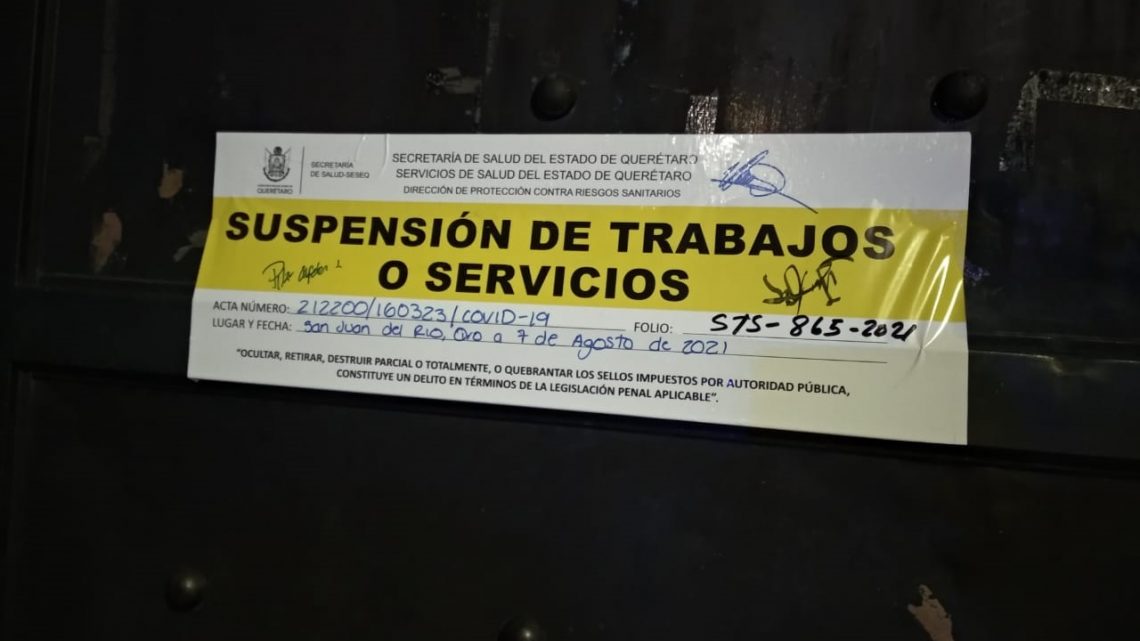 SECRETARÍA DE SALUD DEL ESTADO DE QUERÉTARO
SERVICIOS DE SALUD DEL ESTADO DE QUERÉTARO
DIRECCIÓN DE PROTECCIÓN CONTRA RIESGOS SANITARIOS
QUERÉTARO
SECRETARÍA
DE SALUD-SESEQ
SUSPENSIÓN DE TRABAJOS
O SERVICIOS
ACTA NÚMERO: 212200/160323/COVID-19 FOLIO: STS-865-2021
LUGAR Y FECHA: San Juan del Río, Qro a 7 de Agosto de 2021
"OCULTAR, RETIRAR, DESTRUIR PARCIAL O TOTALMENTE, O QUEBRANTAR LOS SELLOS IMPUESTOS POR AUTORIDAD PÚBLICA,
CONSTITUYE UN DELITO EN TÉRMINOS DE LA LEGISLACIÓN PENAL APLICABLE".